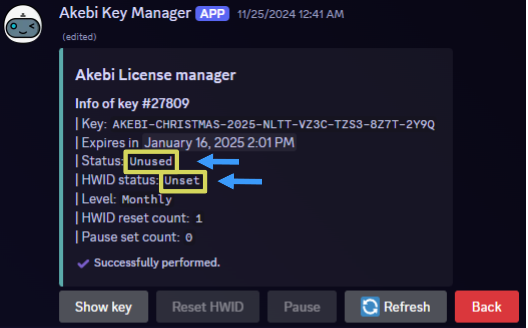 Akebi Key Manager APP 11/25/2024 12:41 AM
(edited)
Akebi License manager
Info of key #27809
| Key: AKEBI-CHRISTMAS-2025-NLTT-VZ3C-TZS3-8Z7T-2Y9Q
| Expires in January 16, 2025 2:01 PM
| Status: Unused
| HWID status: Unset
| Level: Monthly
| HWID reset count: 1
| Pause set count: 0
Successfully performed.
Show key Reset HWID Pause Refresh Back